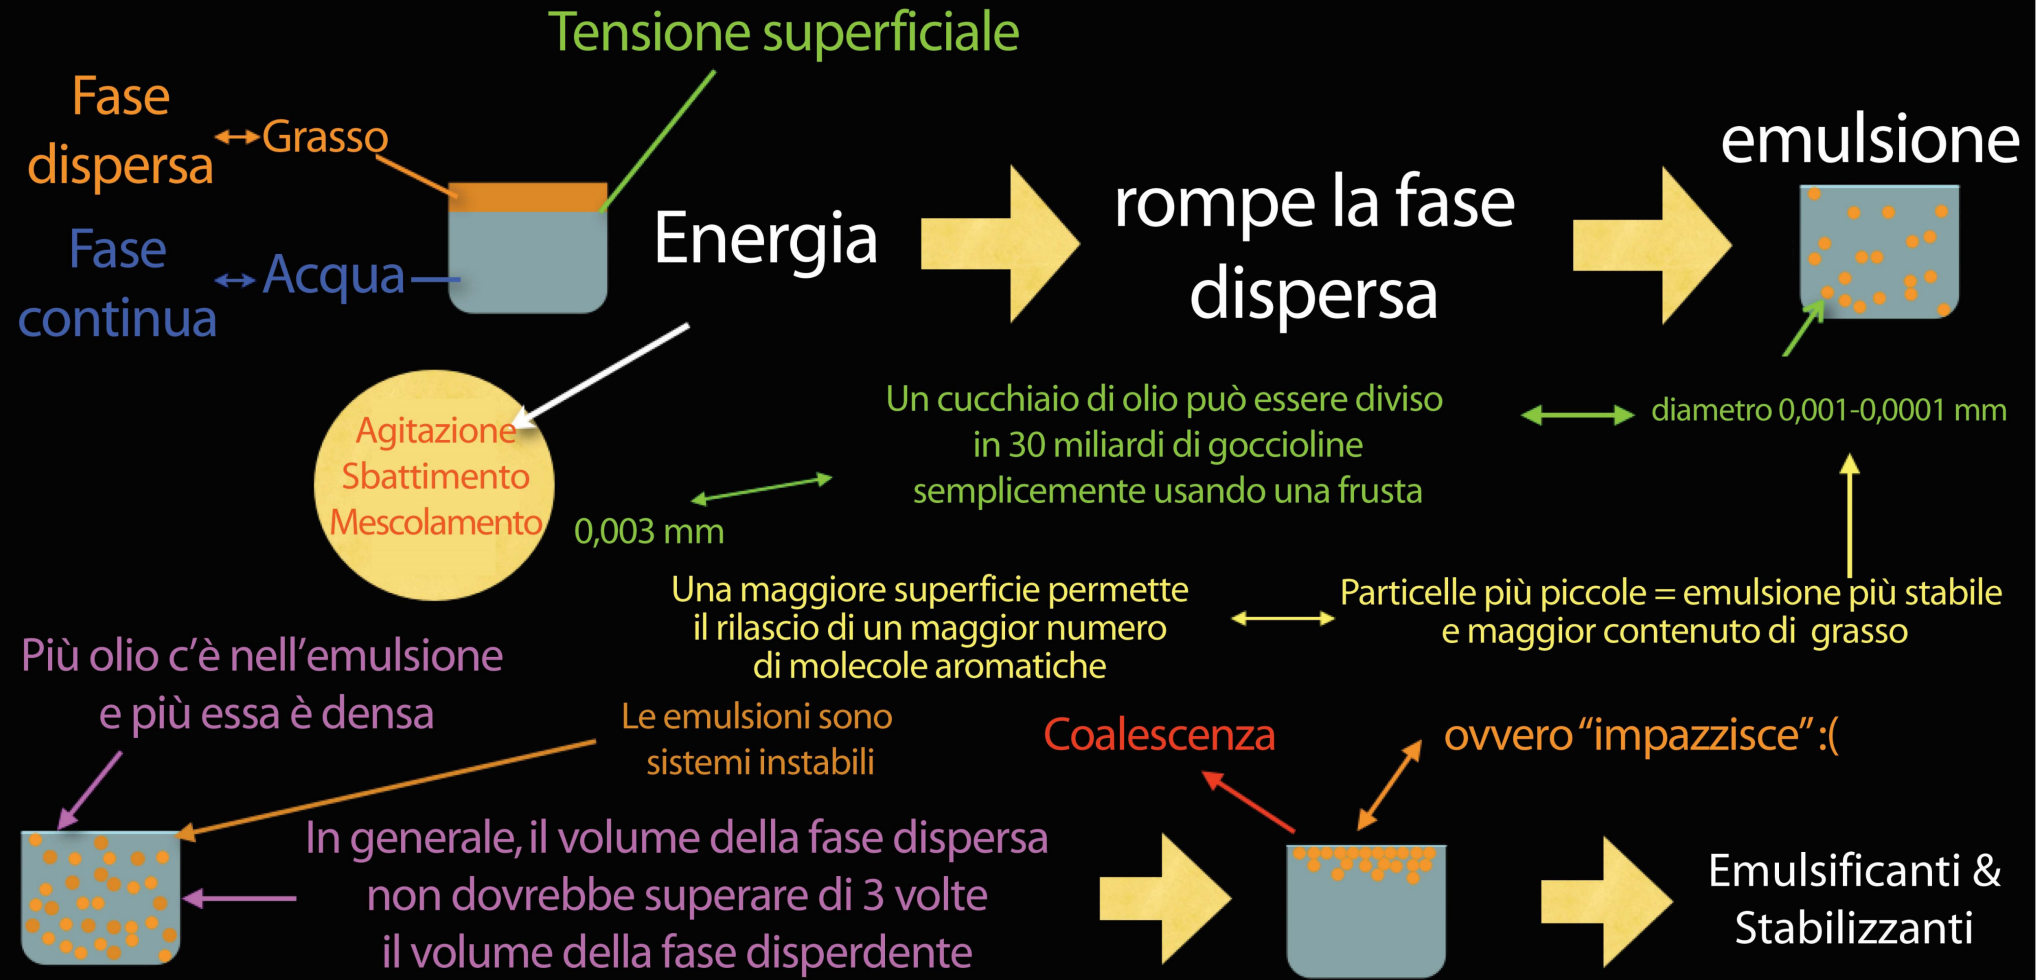 Tensione superficiale
Fase
dispersa
Grasso
Fase
continua
Acqua
Energia
rompe la fase
dispersa
emulsione
Agitazione
Sbattimento
Mescolamento
0,003 mm
Un cucchiaio di olio può essere diviso
in 30 miliardi di goccioline
semplicemente usando una frusta
diametro 0,001-0,0001 mm
Una maggiore superficie permette
il rilascio di un maggior numero
di molecole aromatiche
Particelle più piccole = emulsione più stabile
e maggior contenuto di grasso
Più olio c'è nell'emulsione
e più essa è densa
Le emulsioni sono
sistemi instabili
Coalescenza
ovvero "impazzisce" :(
In generale, il volume della fase dispersa
non dovrebbe superare di 3 volte
il volume della fase disperdente
Emulsificanti &
Stabilizzanti